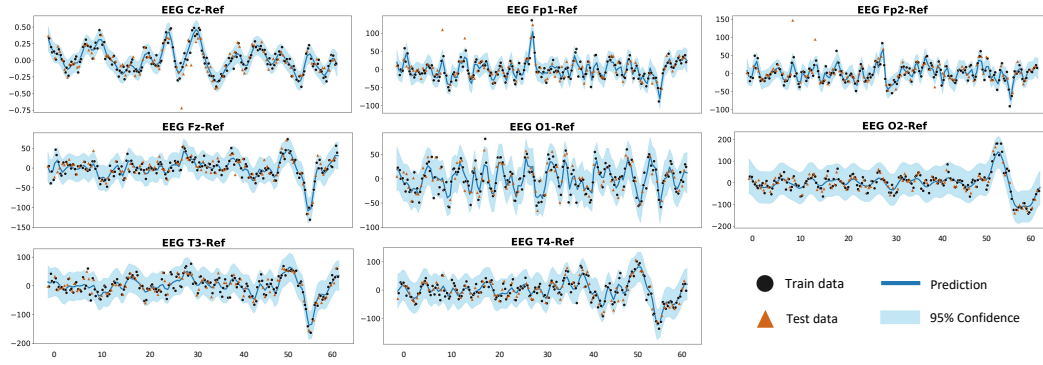 EEG Cz-Ref
0.50
0.25
0.00
−0.25
−0.50
−0.75
EEG Fp1-Ref
100
50
0
−50
−100
EEG Fp2-Ref
150
100
50
0
−50
−100
EEG Fz-Ref
50
0
−50
−100
−150
EEG O1-Ref
50
0
−50
−100
EEG O2-Ref
200
100
0
−100
−200
0 10 20 30 40 50 60
EEG T3-Ref
100
0
−100
−200
0 10 20 30 40 50 60
EEG T4-Ref
100
0
−100
0 10 20 30 40 50 60
Train data
Prediction
Test data
95% Confidence